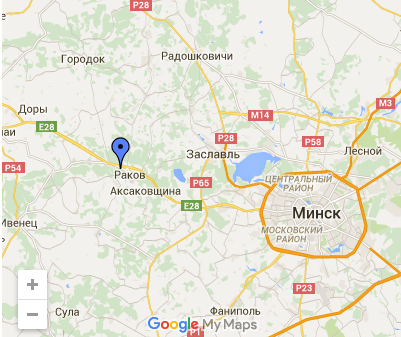 P28
Радошковичи
Городок
M3
Доры
M14
E28
P28
P58
Лесной
Заславль
P54
P65
ЦЕНТРАЛЬНЫЙ
РАЙОН
Раков
Аксаковщина
E28
Минск
Ивенец
МОСКОВСКИЙ
РАЙОН
+
−
P23
Сула
Фаниполь
Google My Maps
P1